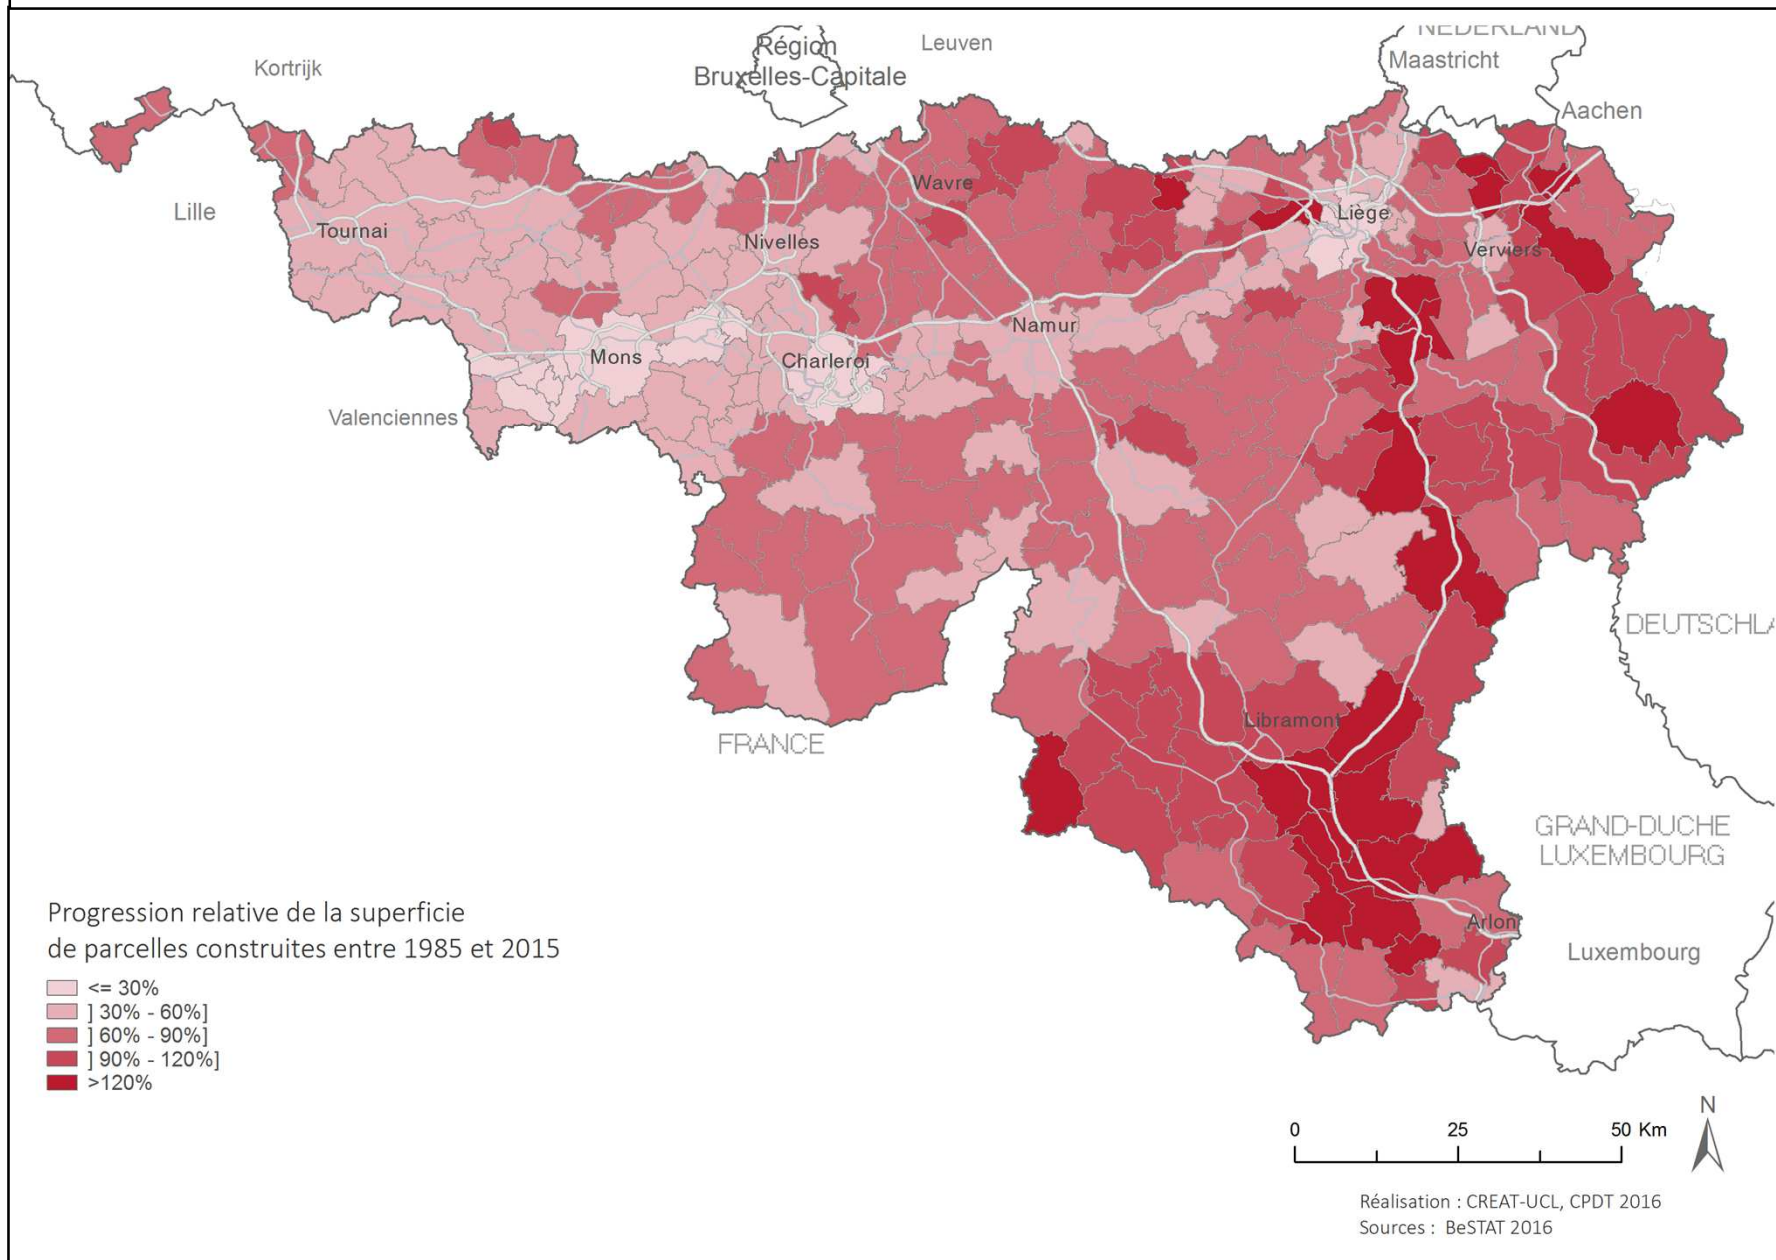 NEDERLAND
Région
Bruxelles-Capitale
Leuven
Maastricht
Kortrijk
Aachen
Lille
Wavre
Liège
Tournai
Nivelles
Verviers
Namur
Mons
Charleroi
Valenciennes
DEUTSCHLA
Libramont
FRANCE
GRAND-DUCHE
LUXEMBOURG
Arlon
Luxembourg
Progression relative de la superficie
de parcelles construites entre 1985 et 2015
<= 30%
] 30% - 60%]
] 60% - 90%]
] 90% - 120%]
>120%
N
0 25 50 Km
Réalisation : CREAT-UCL, CPDT 2016
Sources : BeSTAT 2016